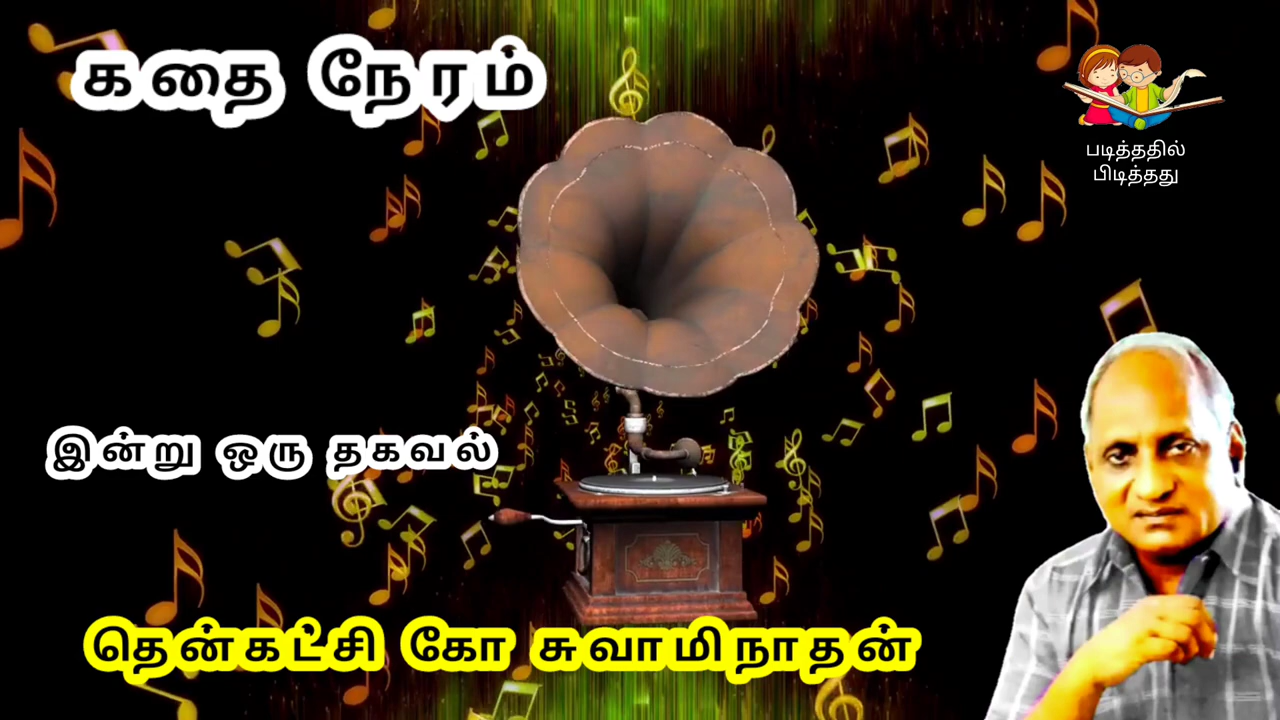 கதை நேரம்
படித்ததில்
பிடித்தது
இன்று ஒரு தகவல்
தென்கட்சி கோ சுவாமிநாதன்